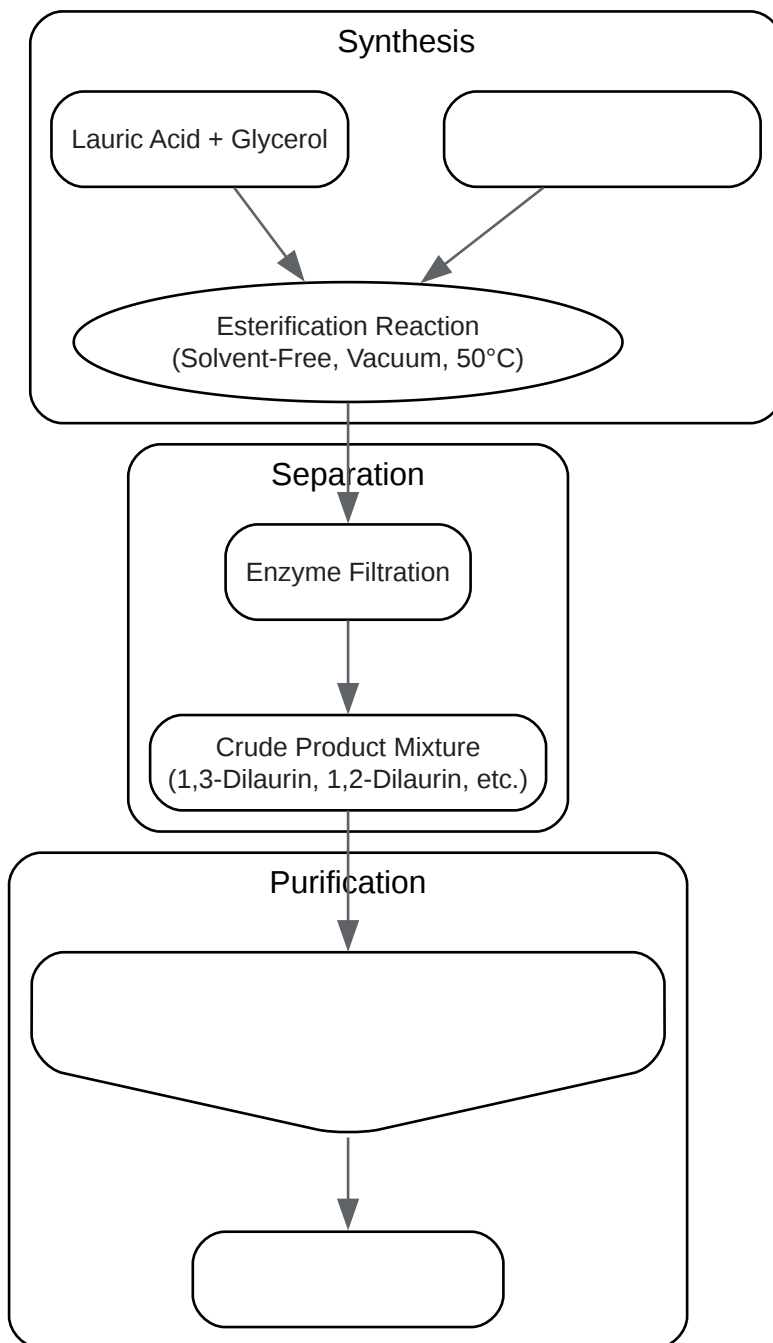 Synthesis
Lauric Acid + Glycerol
Esterification Reaction
(Solvent-Free, Vacuum, 50°C)
Separation
Enzyme Filtration
Crude Product Mixture
(1,3-Dilaurin, 1,2-Dilaurin, etc.)
Purification